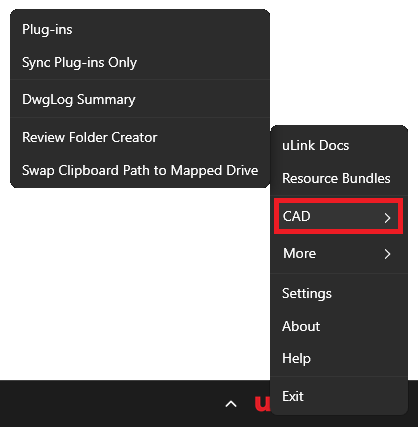 Plug-ins
Sync Plug-ins Only
DwgLog Summary
Review Folder Creator
Swap Clipboard Path to Mapped Drive
uLink Docs
Resource Bundles
CAD
More
Settings
About
Help
Exit
u